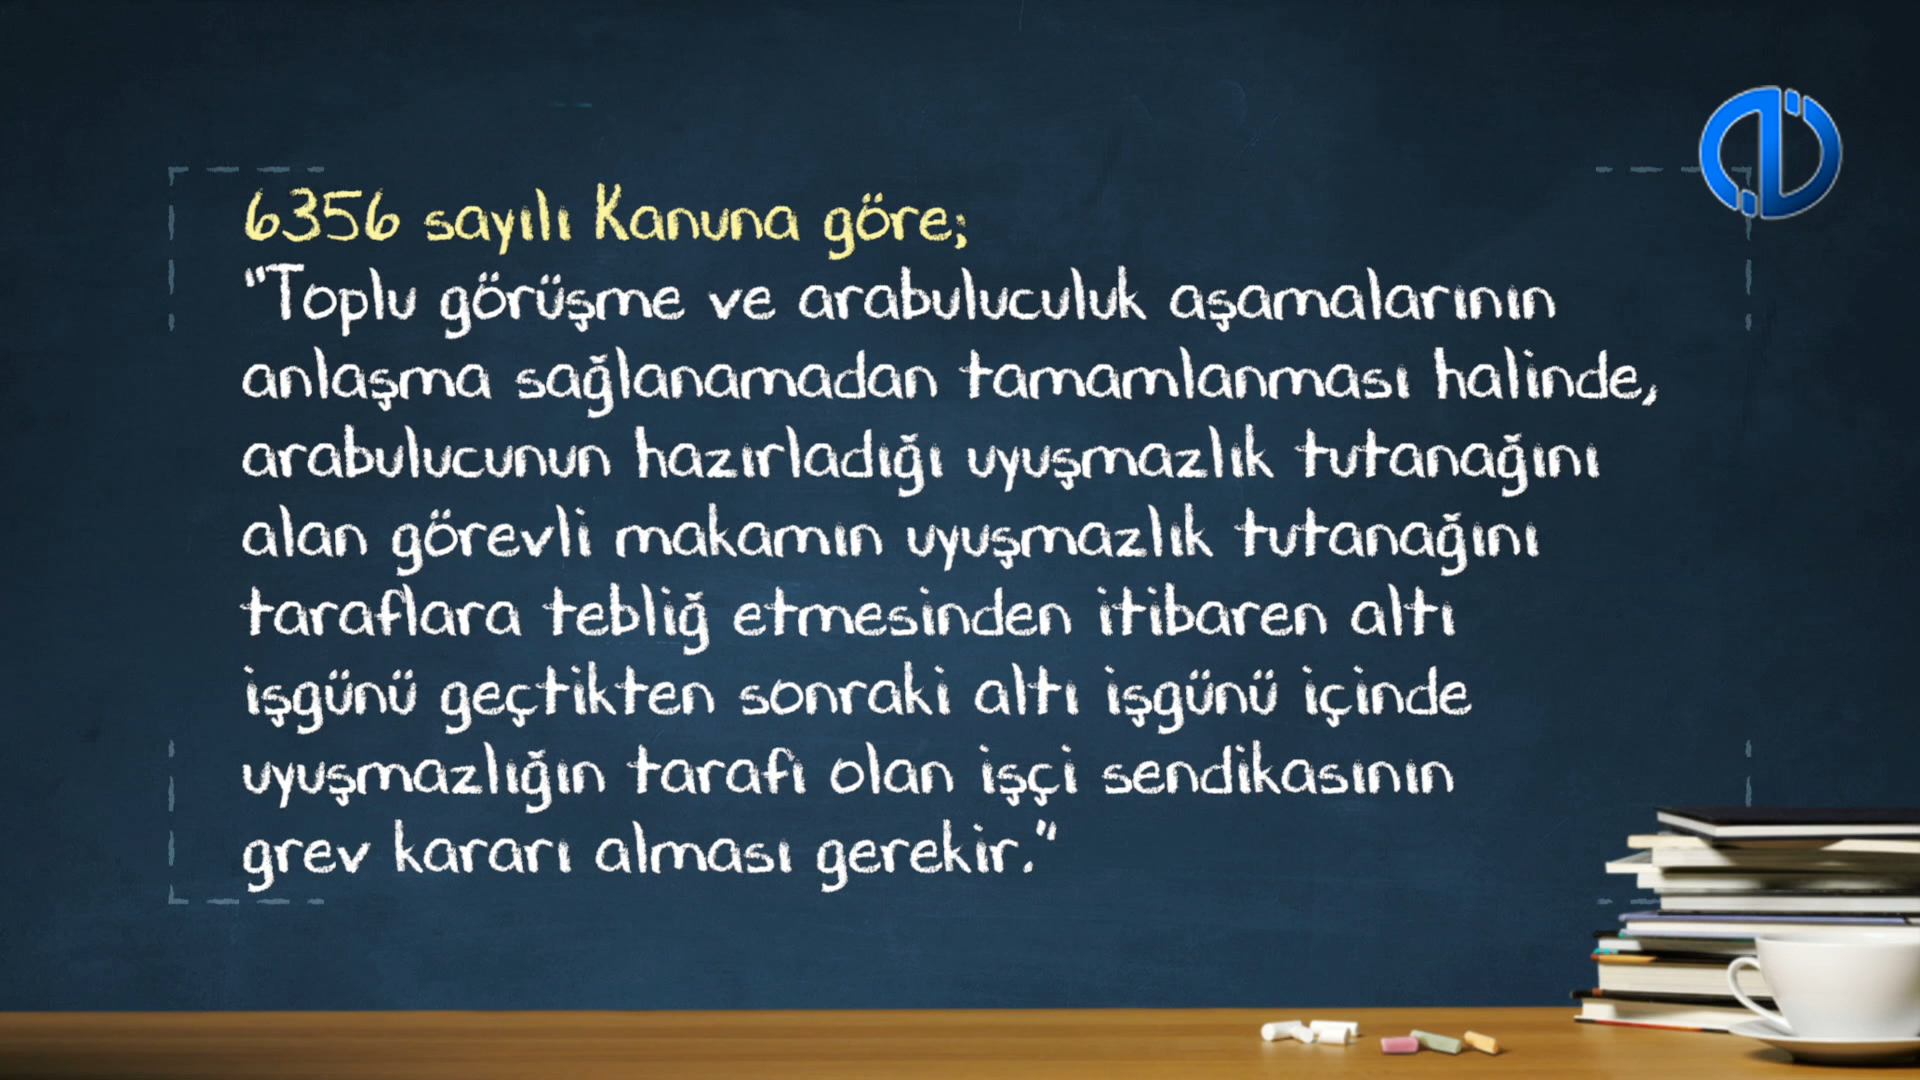 6356 sayılı Kanuna göre;
"Toplu görüşme ve arabuluculuk aşamalarının
anlaşma sağlanamadan tamamlanması halinde,
arabulucunun hazırladığı uyuşmazlık tutanağını
alan görevli makamın uyuşmazlık tutanağını
taraflara tebliğ etmesinden itibaren altı
işgünü geçtikten sonraki altı işgünü içinde
uyuşmazlığın tarafı olan işçi sendikasının
grev kararı alması gerekir."